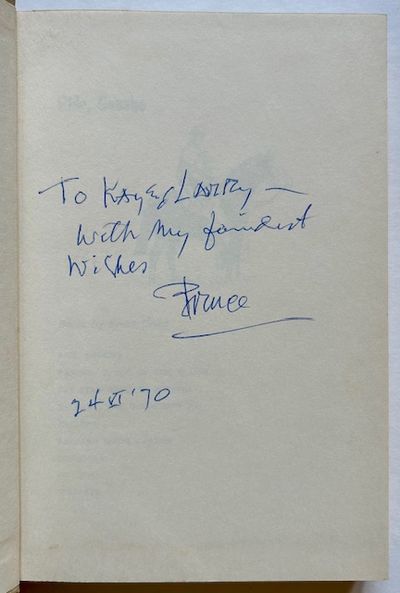 To Kay & Larry —
With my fondest
Wishes
Bruce
24 VI '70